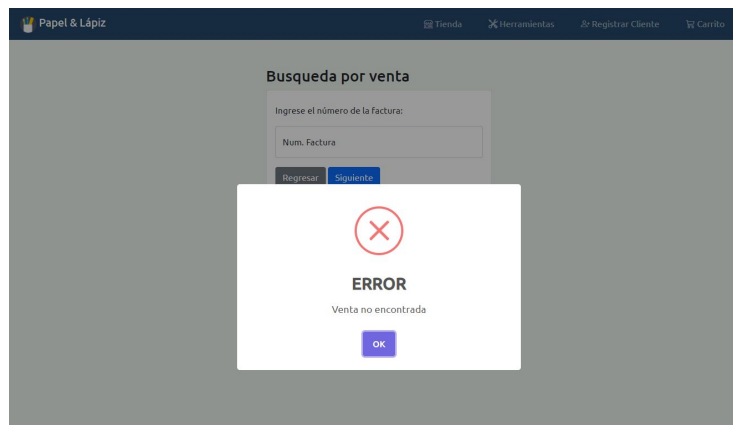 Papel & Lápiz
Tienda
Herramientas
Registrar Cliente
Carrito
Busqueda por venta
Ingrese el número de la factura:
Num. Factura
Regresar
Siguiente
ERROR
Venta no encontrada
OK